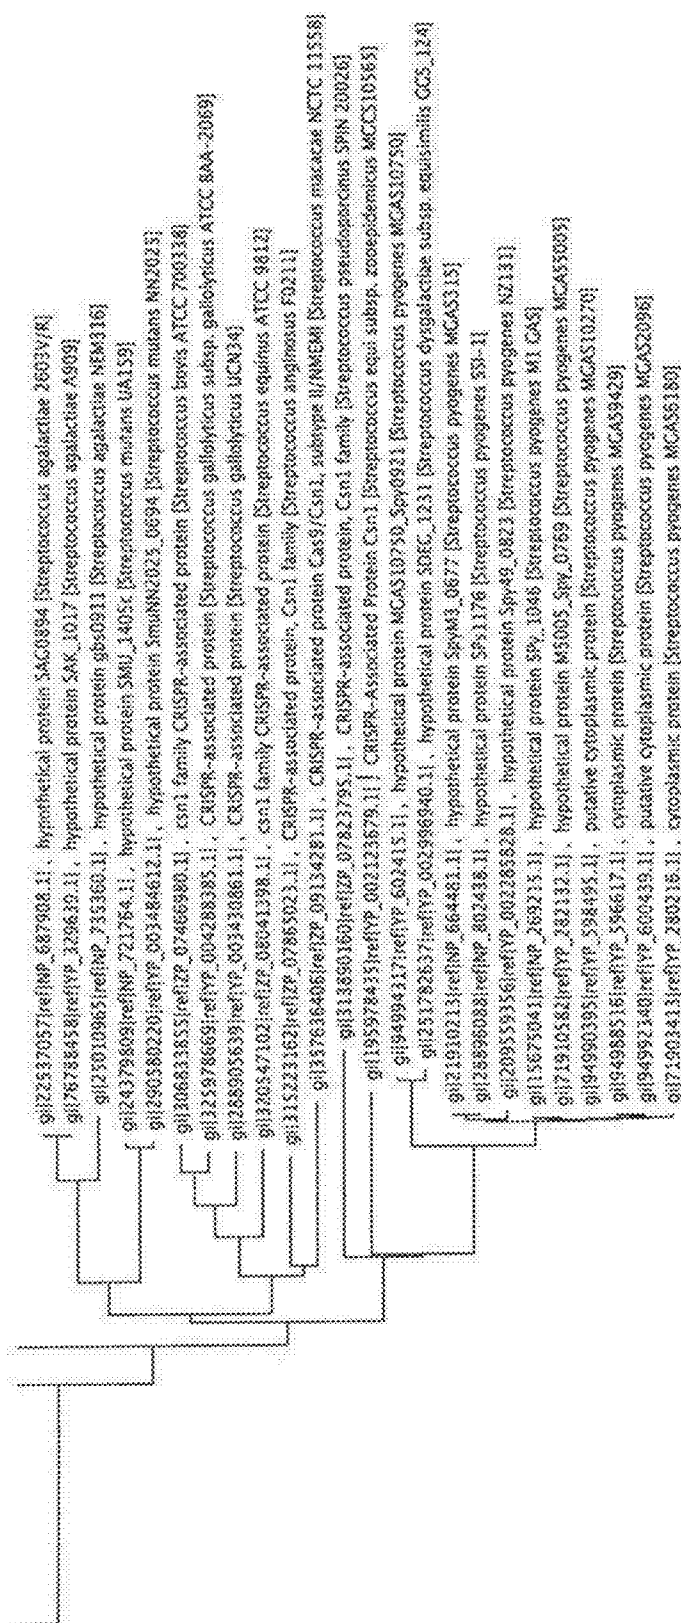 gi|22537057|ref|NP_687908.1|, hypothetical protein SAG0894 [Streptococcus agalactiae 2603V/R]
gi|76788458|ref|YP_329639.1|, hypothetical protein SAK_1017 [Streptococcus agalactiae A909]
gi|25010965|ref|NP_735360.1|, hypothetical protein gbs0911 [Streptococcus agalactiae NEM316]
gi|24379809|ref|NP_721764.1|, hypothetical protein SMU_1405c [Streptococcus mutans UA159]
gi|290580220|ref|YP_003484612.1|, hypothetical protein SmuNN2025_0694 [Streptococcus mutans NN2025]
gi|306833855|ref|ZP_07466980.1|, csn1 family CRISPR-associated protein [Streptococcus bovis ATCC 700338]
gi|325978669|ref|YP_004288385.1|, CRISPR-associated protein [Streptococcus gallolyticus subsp. gallolyticus ATCC BAA-2069]
gi|288905639|ref|YP_003430861.1|, CRISPR-associated protein [Streptococcus gallolyticus UCN34]
gi|320547102|ref|ZP_08041398.1|, csn1 family CRISPR-associated protein [Streptococcus equinus ATCC 9812]
gi|315223162|ref|ZP_07865023.1|, CRISPR-associated protein, Csn1 family [Streptococcus anginosus F0211]
gi|357636406|ref|ZP_09134281.1|, CRISPR-associated protein Cas9/Csn1, subtype II/NMEMI [Streptococcus macacae NCTC 11558]
gi|313890160|ref|ZP_07823795.1|, CRISPR-associated protein, Csn1 family [Streptococcus pseudoporcinus SPIN 20026]
gi|195978435|ref|YP_002123679.1|, CRISPR-Associated Protein Csn1 [Streptococcus equi subsp. zooepidemicus MGCS10565]
gi|94994317|ref|YP_602415.1|, hypothetical protein MGAS10750_Spy0921 [Streptococcus pyogenes MGAS10750]
gi|251782637|ref|YP_002996940.1|, hypothetical protein SDEG_1231 [Streptococcus dysgalactiae subsp. equisimilis GGS_124]
gi|21910213|ref|NP_664481.1|, hypothetical protein SpyM3_0677 [Streptococcus pyogenes MGAS315]
gi|28896088|ref|NP_802438.1|, hypothetical protein SPs1176 [Streptococcus pyogenes SSI-1]
gi|209559356|ref|YP_002285828.1|, hypothetical protein Spy49_0823 [Streptococcus pyogenes NZ131]
gi|15675041|ref|NP_269215.1|, hypothetical protein SPy_1046 [Streptococcus pyogenes M1 GAS]
gi|71910582|ref|YP_282132.1|, hypothetical protein M5005_Spy_0769 [Streptococcus pyogenes MGAS5005]
gi|94990395|ref|YP_598495.1|, putative cytoplasmic protein [Streptococcus pyogenes MGAS10270]
gi|94988516|ref|YP_596617.1|, cytoplasmic protein [Streptococcus pyogenes MGAS9429]
gi|94992340|ref|YP_600439.1|, putative cytoplasmic protein [Streptococcus pyogenes MGAS2096]
gi|71903413|ref|YP_280216.1|, cytoplasmic protein [Streptococcus pyogenes MGAS6180]